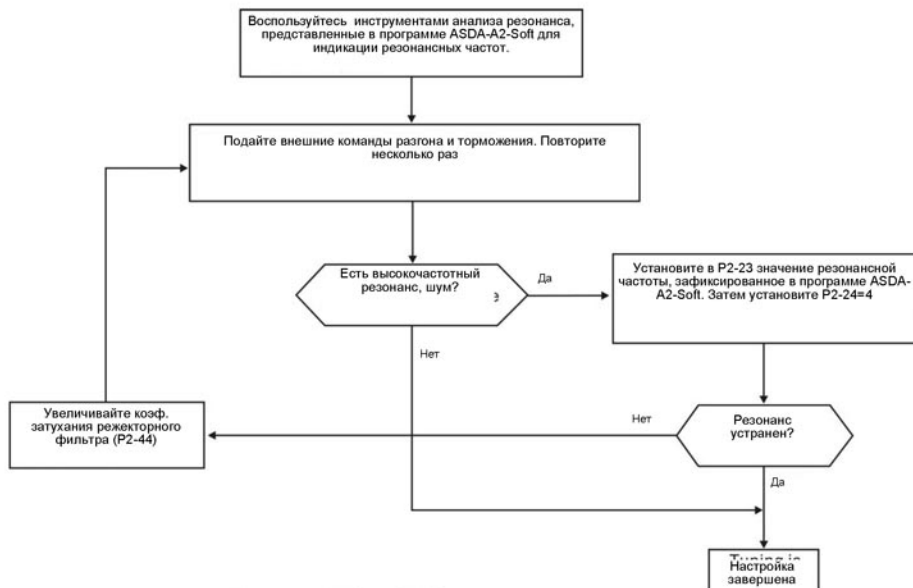 Воспользуйтесь инструментами анализа резонанса,
представленные в программе ASDA-A2-Soft для
индикации резонансных частот.
Подайте внешние команды разгона и торможения. Повторите
несколько раз
Есть высокочастотный
резонанс, шум?
Да
Установите в P2-23 значение резонансной
частоты, зафиксированное в программе ASDA-
A2-Soft. Затем установите P2-24=4
Нет
Увеличивайте коэф.
затухания режекторного
фильтра (P2-44)
Нет
Резонанс
устранен?
Да
Настройка
завершена